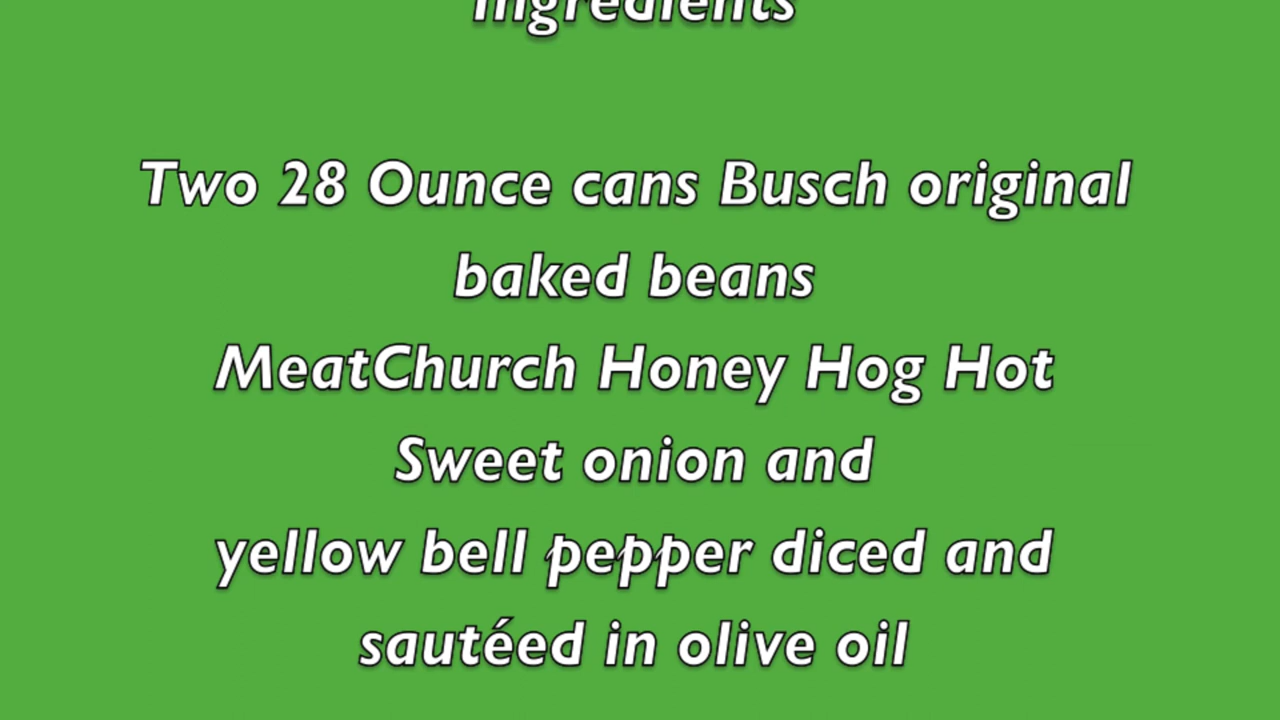 Ingredients
Two 28 Ounce cans Busch original
baked beans
MeatChurch Honey Hog Hot
Sweet onion and
yellow bell pepper diced and
sautéed in olive oil